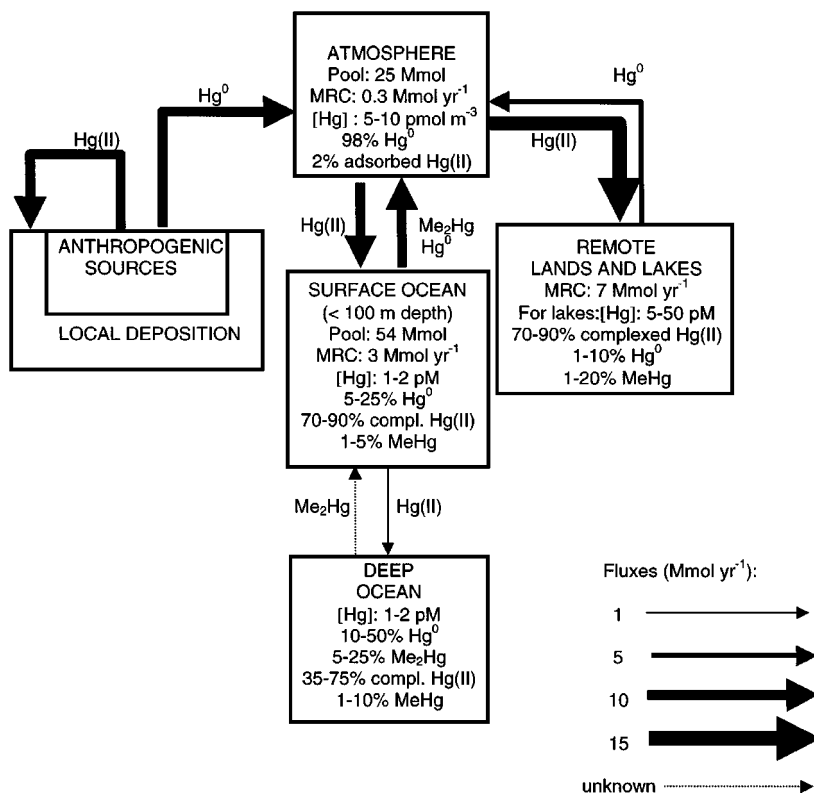 ATMOSPHERE
Pool: 25 Mmol
MRC: 0.3 Mmol yr⁻¹
[Hg] : 5-10 pmol m⁻³
98% Hg⁰
2% adsorbed Hg(II)
Hg⁰
Hg(II)
Hg⁰
Hg(II)
ANTHROPOGENIC
SOURCES
LOCAL DEPOSITION
Hg(II)
Me₂Hg
Hg⁰
SURFACE OCEAN
(< 100 m depth)
Pool: 54 Mmol
MRC: 3 Mmol yr⁻¹
[Hg]: 1-2 pM
5-25% Hg⁰
70-90% compl. Hg(II)
1-5% MeHg
REMOTE
LANDS AND LAKES
MRC: 7 Mmol yr⁻¹
For lakes:[Hg]: 5-50 pM
70-90% complexed Hg(II)
1-10% Hg⁰
1-20% MeHg
Me₂Hg
Hg(II)
DEEP
OCEAN
[Hg]: 1-2 pM
10-50% Hg⁰
5-25% Me₂Hg
35-75% compl. Hg(II)
1-10% MeHg
Fluxes (Mmol yr⁻¹):
1
5
10
15
unknown